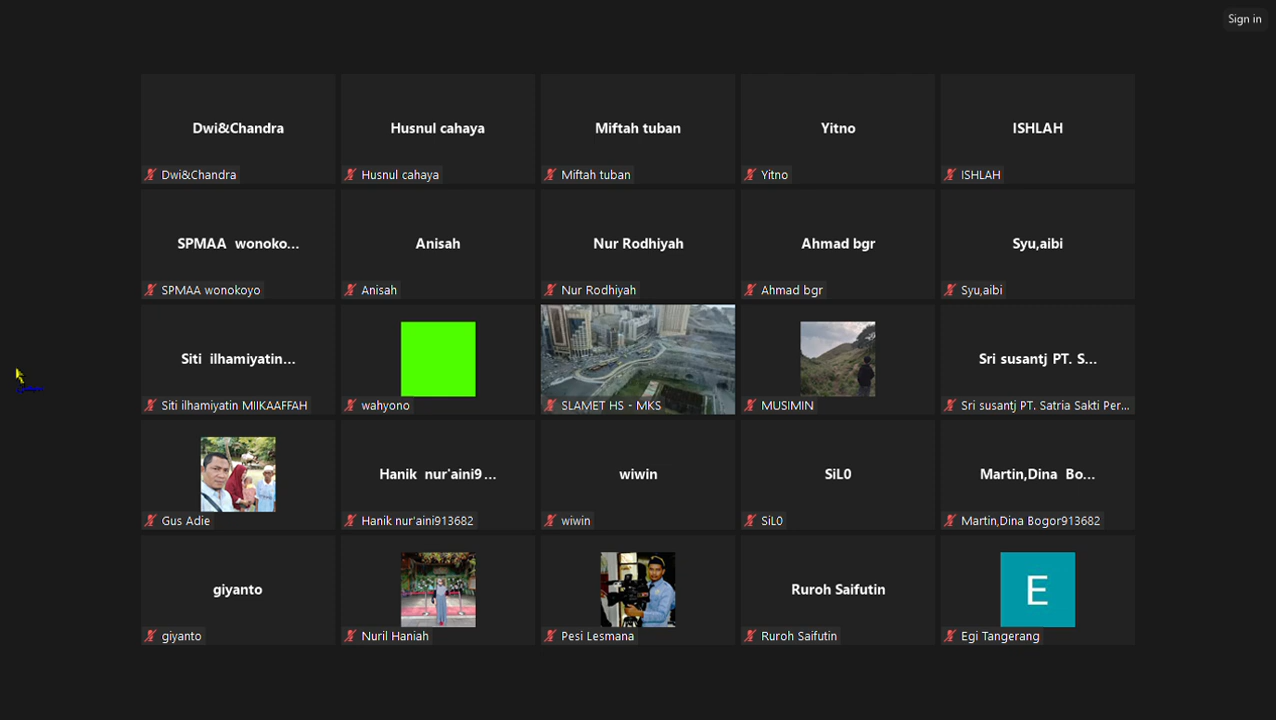 Sign in
Dwi&Chandra
Dwi&Chandra
Husnul cahaya
Husnul cahaya
Miftah tuban
Miftah tuban
Yitno
Yitno
ISHLAH
ISHLAH
SPMAA wonoko...
SPMAA wonokoyo
Anisah
Anisah
Nur Rodhiyah
Nur Rodhiyah
Ahmad bgr
Ahmad bgr
Syu,aibi
Syu,aibi
Siti ilhamiyatin...
Siti ilhamiyatin MIIKAAFFAH
wahyono
SLAMET HS - MKS
MUSIMIN
Sri susantj PT. S...
Sri susantj PT. Satria Sakti Per...
Gus Adie
Hanik nur'aini9...
Hanik nur'aini913682
wiwin
wiwin
SiL0
SiL0
Martin,Dina Bo...
Martin,Dina Bogor913682
giyanto
giyanto
Nuril Haniah
Pesi Lesmana
Ruroh Saifutin
Ruroh Saifutin
E
Egi Tangerang